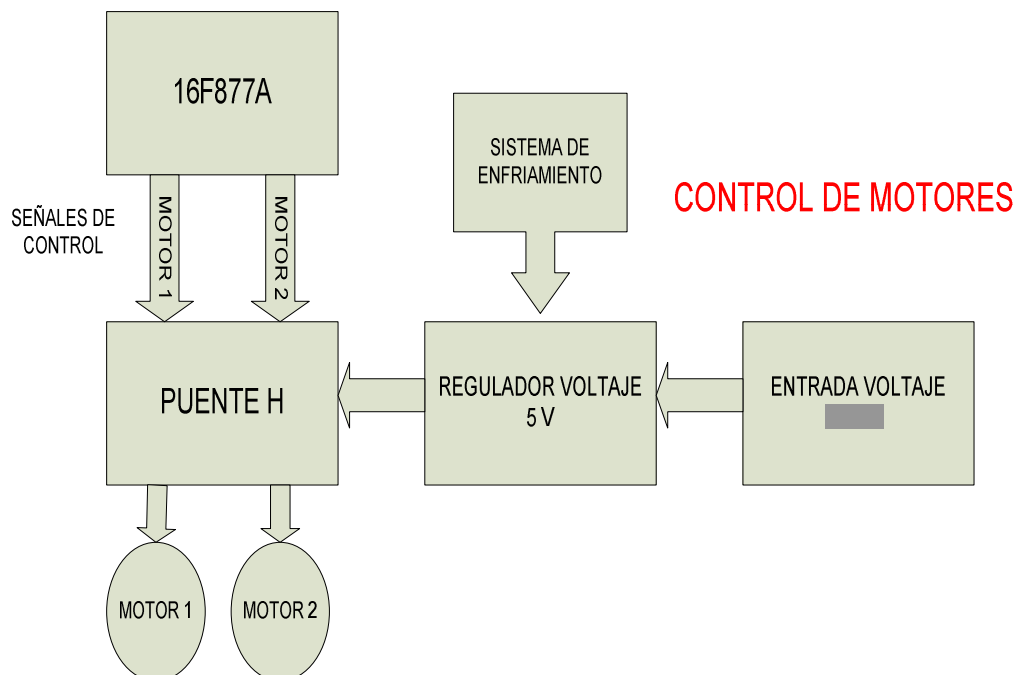 16F877A
SISTEMA DE
ENFRIAMIENTO
CONTROL DE MOTORES
SEÑALES DE
CONTROL
MOTOR 1
MOTOR 2
PUENTE H
REGULADOR VOLTAJE
5 V
ENTRADA VOLTAJE
MOTOR 1
MOTOR 2